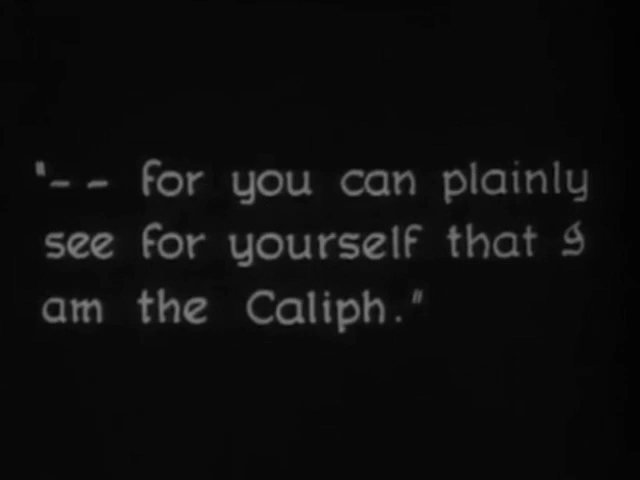 "-- for you can plainly
see for yourself that I
am the Caliph."